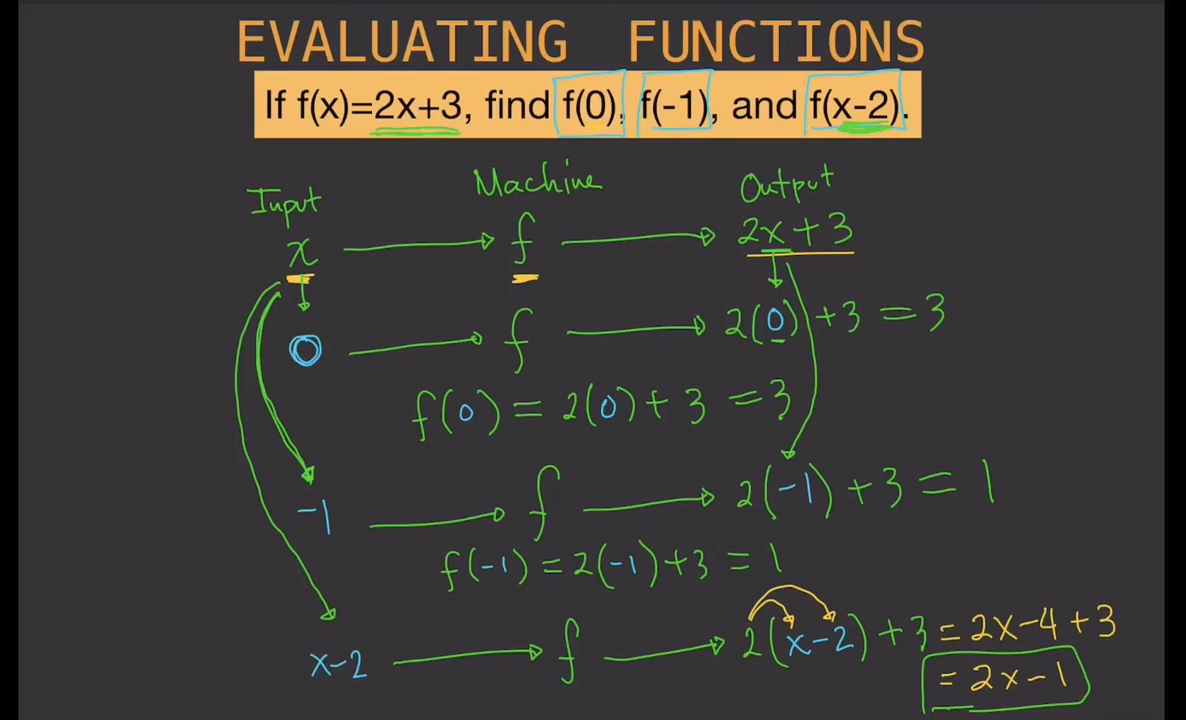 EVALUATING FUNCTIONS
If f(x)=2x+3, find f(0), f(-1), and f(x-2).
Input Machine Output
x → f → 2x + 3
0 → f → 2(0) + 3 = 3
f(0) = 2(0) + 3 = 3
-1 → f → 2(-1) + 3 = 1
f(-1) = 2(-1) + 3 = 1
x-2 → f → 2(x-2) + 3 = 2x - 4 + 3
= 2x - 1